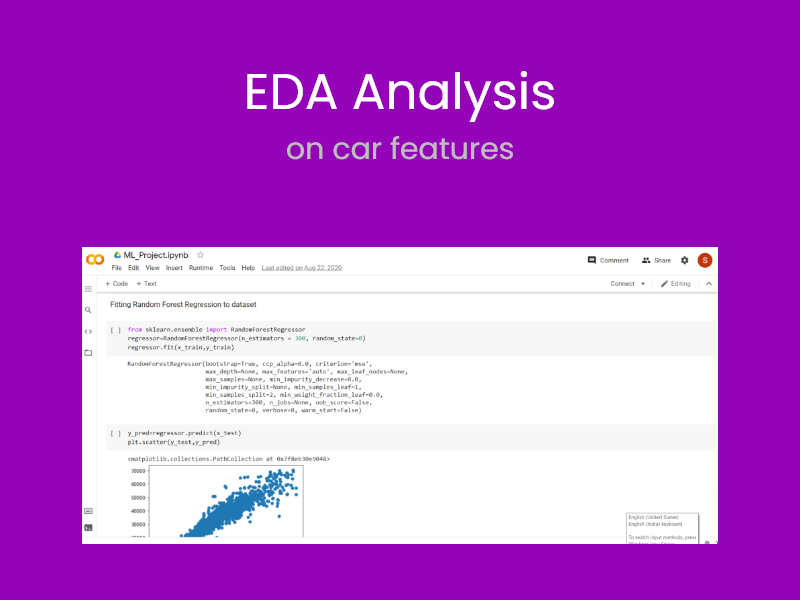 EDA Analysis
on car features
ML_Project.ipynb
File Edit View Insert Runtime Tools Help Last edited on Aug 22, 2020
Comment Share S
+ Code + Text
Connect Editing
Fitting Random Forest Regression to dataset
[ ] from sklearn.ensemble import RandomForestRegressor
regressor=RandomForestRegressor(n_estimators = 300, random_state=0)
regressor.fit(x_train,y_train)
RandomForestRegressor(bootstrap=True, ccp_alpha=0.0, criterion='mse',
max_depth=None, max_features='auto', max_leaf_nodes=None,
max_samples=None, min_impurity_decrease=0.0,
min_impurity_split=None, min_samples_leaf=1,
min_samples_split=2, min_weight_fraction_leaf=0.0,
n_estimators=300, n_jobs=None, oob_score=False,
random_state=0, verbose=0, warm_start=False)
[ ] y_pred=regressor.predict(x_test)
plt.scatter(y_test,y_pred)
<matplotlib.collections.PathCollection at 0x7f8eb30e9048>
70000
60000
50000
40000
30000
English (United States)
English (India) keyboard
To switch input methods, press